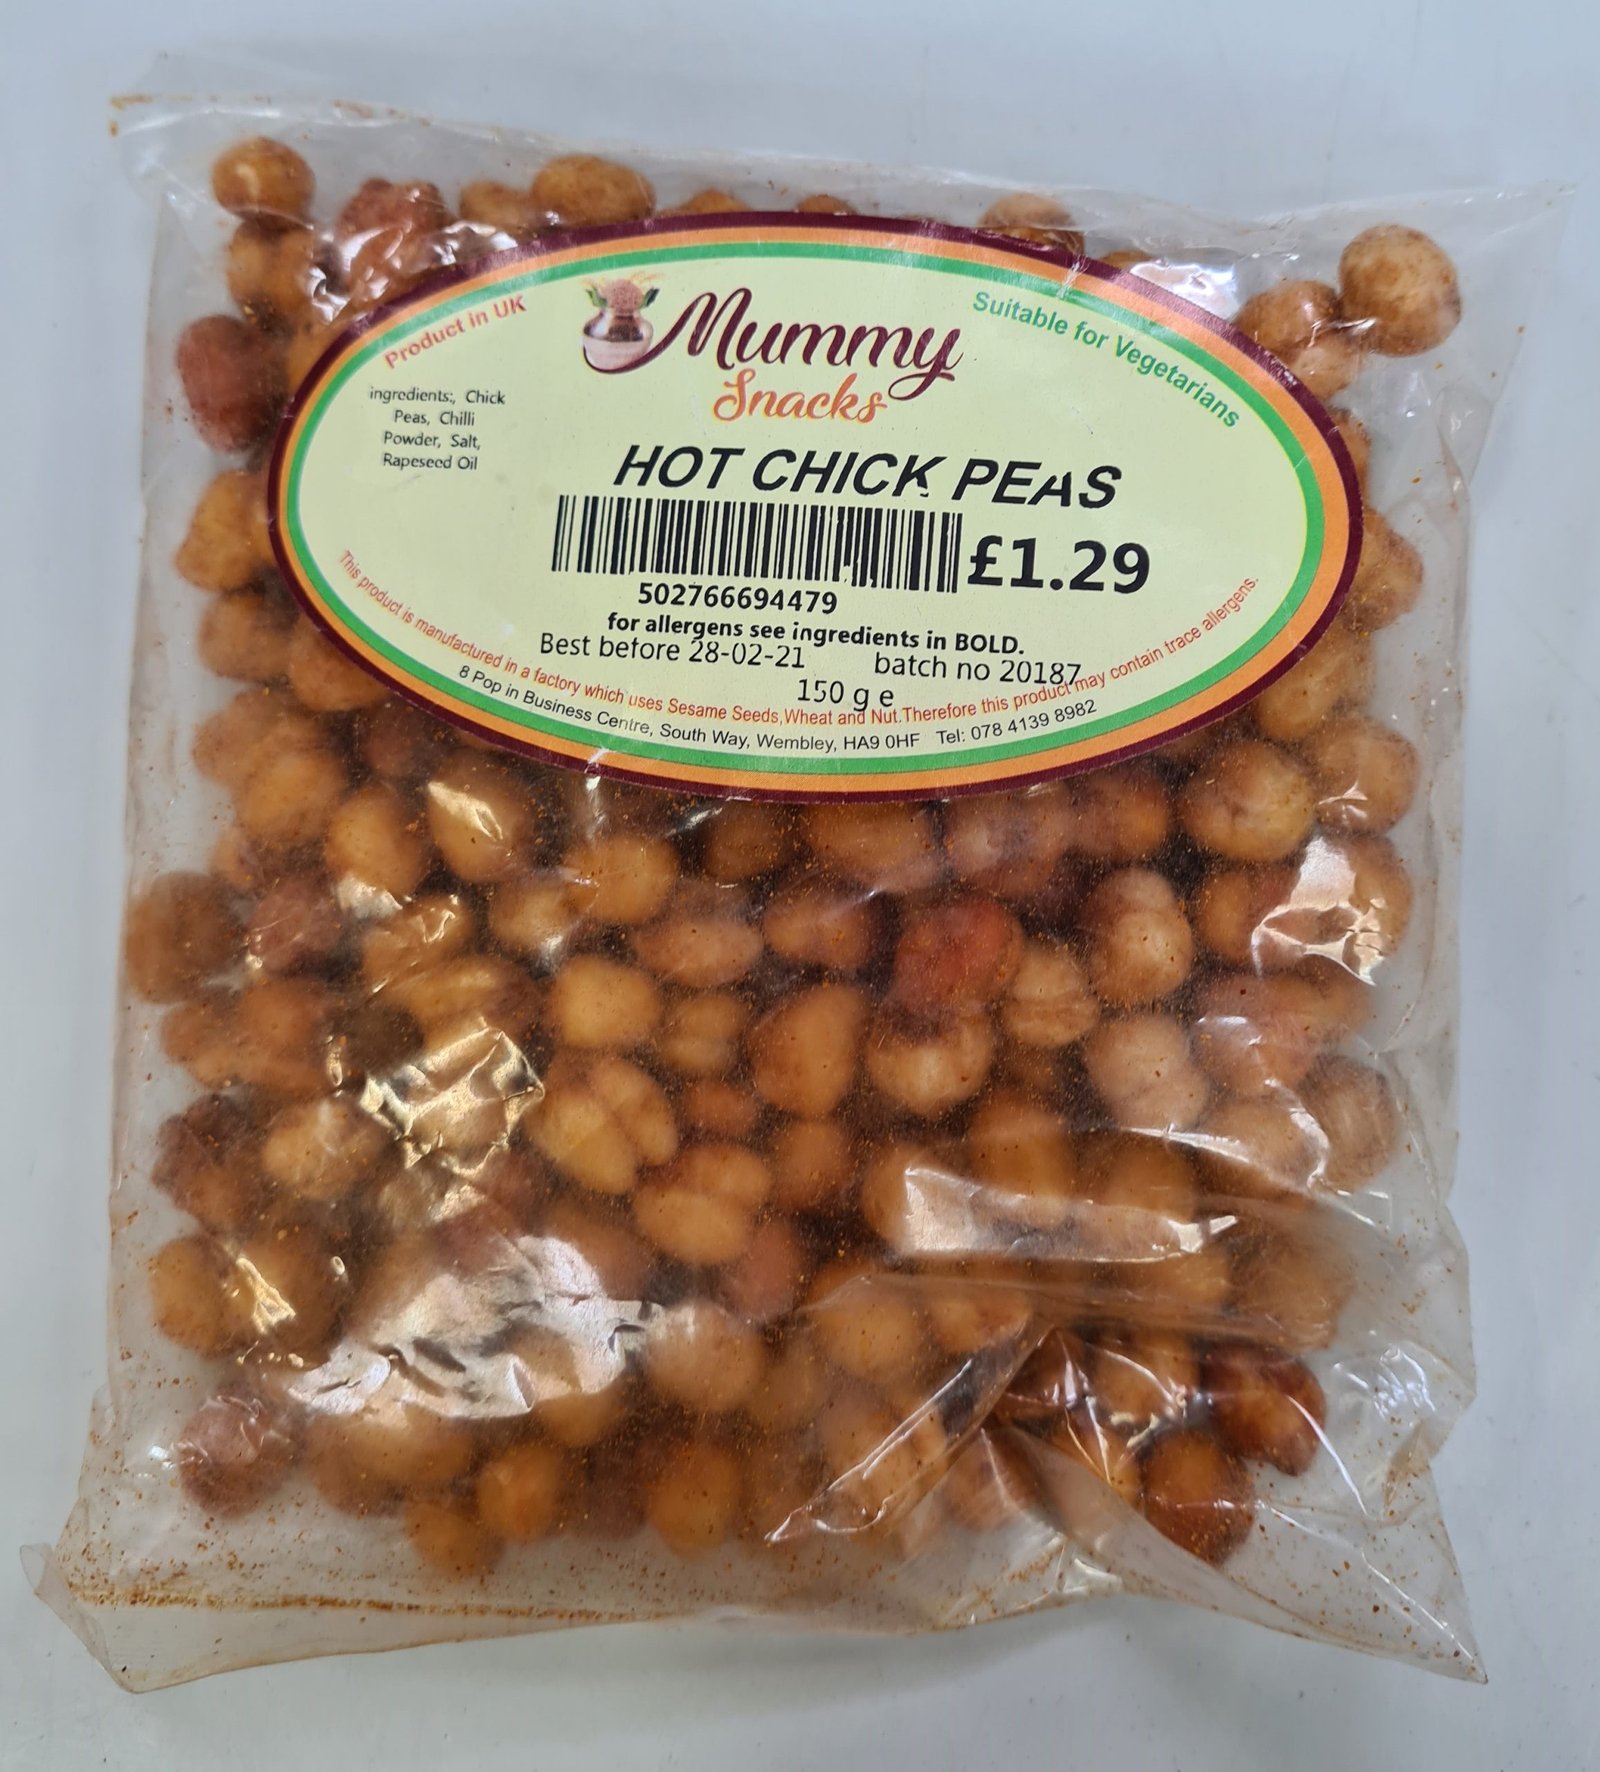 Product in UK
Mummy
Snacks
Suitable for Vegetarians
ingredients:, Chick
Peas, Chilli
Powder, Salt,
Rapeseed Oil
HOT CHICK PEAS
£1.29
502766694479
for allergens see ingredients in BOLD.
Best before 28-02-21 batch no 20187
150 g e
This product is manufactured in a factory which uses Sesame Seeds,Wheat and Nut.Therefore this product may contain trace allergens.
8 Pop in Business Centre, South Way, Wembley, HA9 0HF Tel: 078 4139 8982